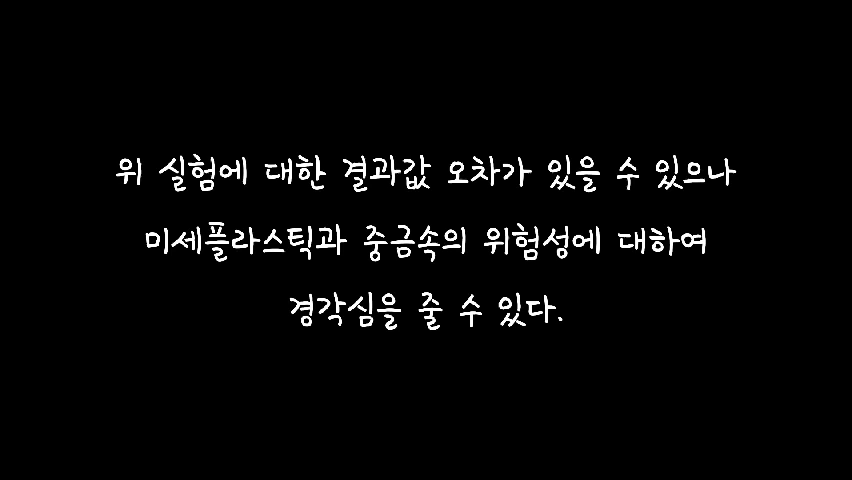 위 실험에 대한 결과값 오차가 있을 수 있으나
미세플라스틱과 중금속의 위험성에 대하여
경각심을 줄 수 있다.